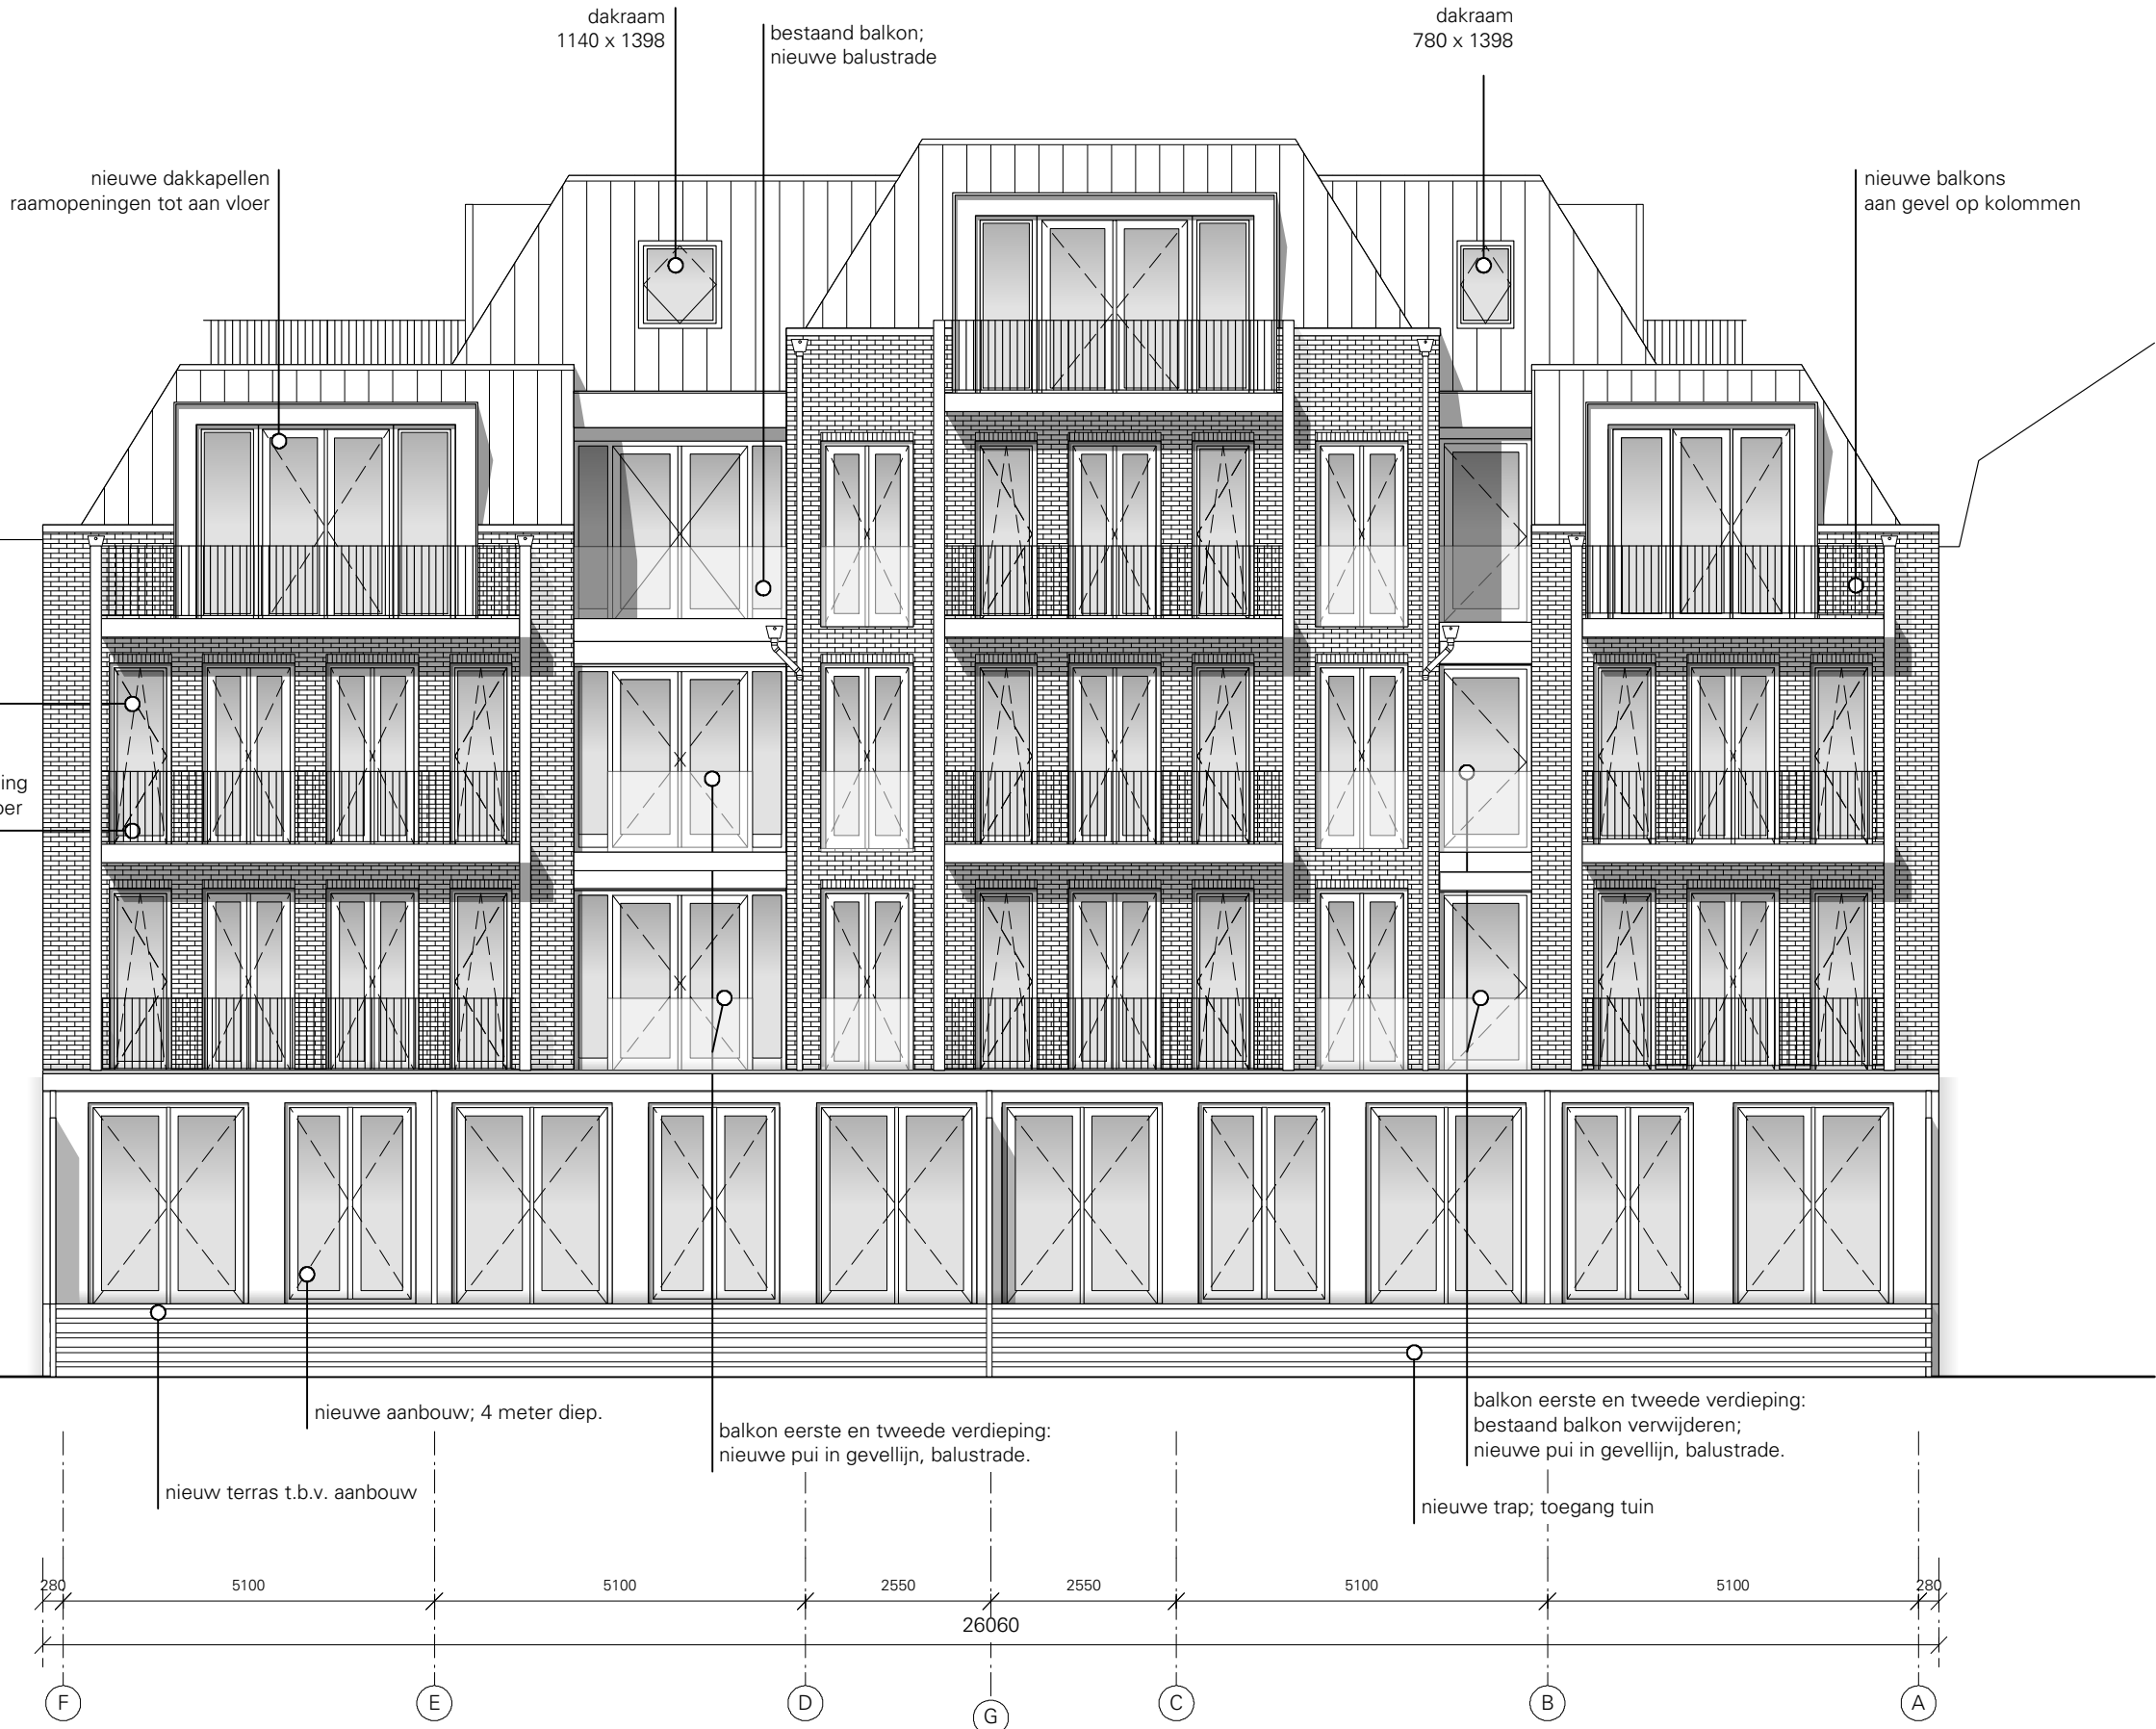 dakraam
1140 x 1398
bestaand balkon;
nieuwe balustrade
dakraam
780 x 1398
nieuwe dakkapellen
raamopeningen tot aan vloer
nieuwe balkons
aan gevel op kolommen
ing
nieuwe aanbouw; 4 meter diep.
balkon eerste en tweede verdieping:
nieuwe pui in gevellijn, balustrade.
balkon eerste en tweede verdieping:
bestaand balkon verwijderen;
nieuwe pui in gevellijn, balustrade.
nieuw terras t.b.v. aanbouw
nieuwe trap; toegang tuin
280 5100 5100 2550 2550 5100 5100 280
26060
F E D G C B A